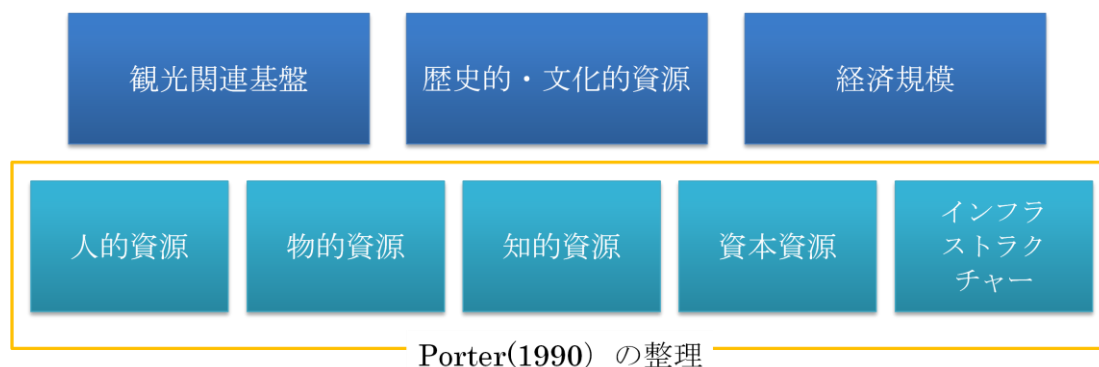 観光関連基盤
歴史的・文化的資源
経済規模
人的資源
物的資源
知的資源
資本資源
インフラ
ストラク
チャー
Porter(1990) の整理